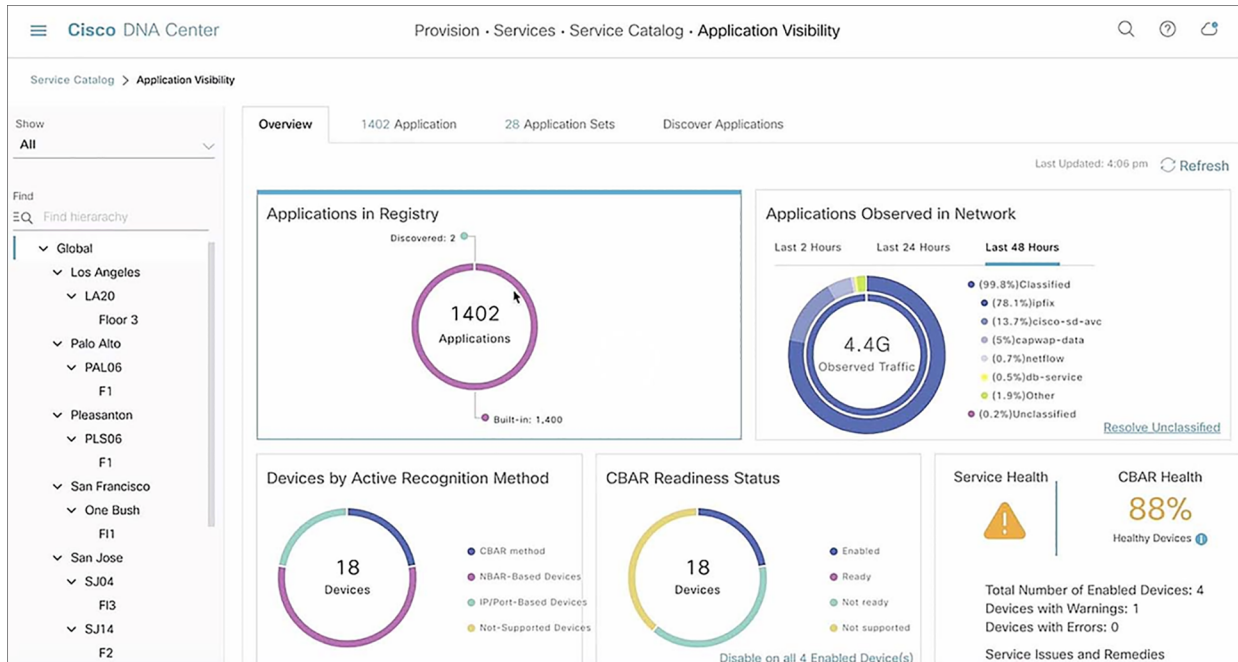 Cisco DNA Center
Provision · Services · Service Catalog · Application Visibility
Service Catalog > Application Visibility
Show
All
Find
Find hierarachy
Global
Los Angeles
LA20
Floor 3
Palo Alto
PAL06
F1
Pleasanton
PLS06
F1
San Francisco
One Bush
Fl1
San Jose
SJ04
Fl3
SJ14
F2
Overview
1402 Application
28 Application Sets
Discover Applications
Last Updated: 4:06 pm
Refresh
Applications in Registry
Discovered: 2
1402
Applications
Built-in: 1,400
Applications Observed in Network
Last 2 Hours
Last 24 Hours
Last 48 Hours
4.4G
Observed Traffic
(99.8%)Classified
(78.1%)ipfix
(13.7%)cisco-sd-avc
(5%)capwap-data
(0.7%)netflow
(0.5%)db-service
(1.9%)Other
(0.2%)Unclassified
Resolve Unclassified
Devices by Active Recognition Method
18
Devices
CBAR method
NBAR-Based Devices
IP/Port-Based Devices
Not-Supported Devices
CBAR Readiness Status
18
Devices
Enabled
Ready
Not ready
Not supported
Disable on all 4 Enabled Device(s)
Service Health
CBAR Health
88%
Healthy Devices
Total Number of Enabled Devices: 4
Devices with Warnings: 1
Devices with Errors: 0
Service Issues and Remedies